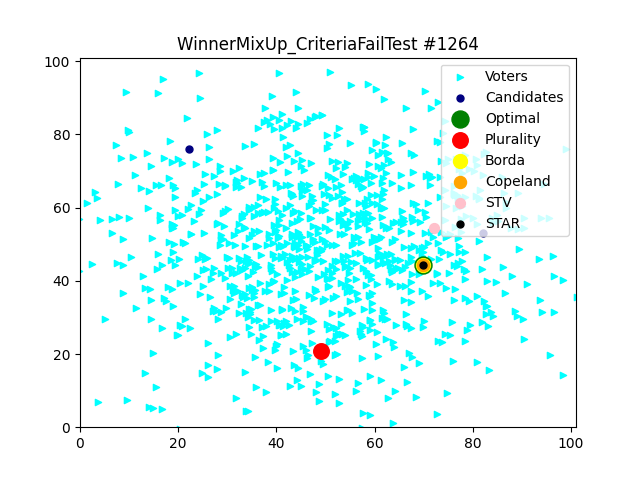 WinnerMixUp_CriteriaFailTest #1264
100
80
60
40
20
0
0
20
40
60
80
100
Voters
Candidates
Optimal
Plurality
Borda
Copeland
STV
STAR